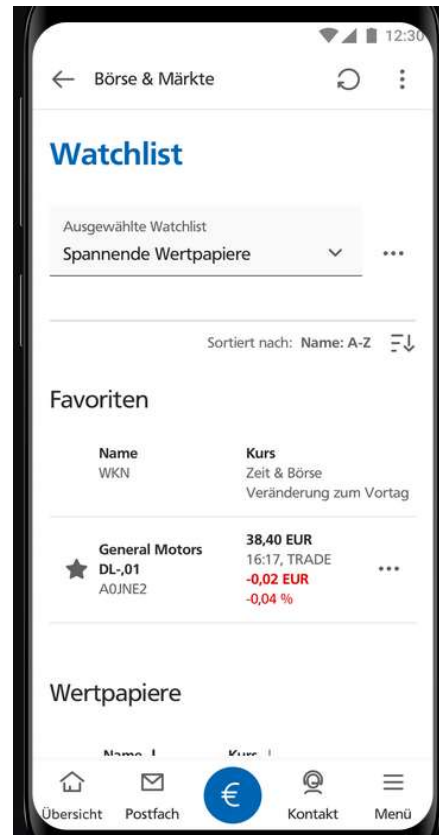 12:30
Börse & Märkte
Watchlist
Ausgewählte Watchlist
Spannende Wertpapiere
Sortiert nach: Name: A-Z
Favoriten
Name
WKN
Kurs
Zeit & Börse
Veränderung zum Vortag
General Motors
DL-,01
A0JNE2
38,40 EUR
16:17, TRADE
-0,02 EUR
-0,04 %
Wertpapiere
Name
Kurs
€
Übersicht
Postfach
Kontakt
Menü